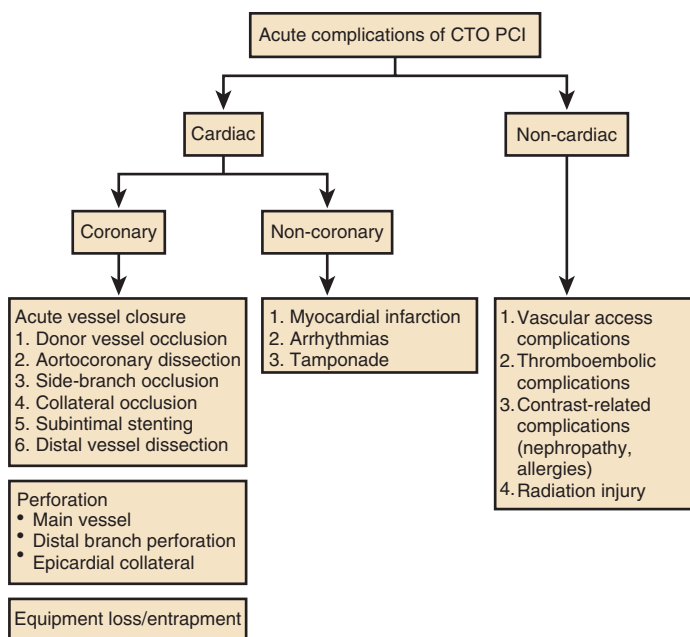 Acute complications of CTO PCI
Cardiac
Non-cardiac
Coronary
Non-coronary
Acute vessel closure
1. Donor vessel occlusion
2. Aortocoronary dissection
3. Side-branch occlusion
4. Collateral occlusion
5. Subintimal stenting
6. Distal vessel dissection
1. Myocardial infarction
2. Arrhythmias
3. Tamponade
1. Vascular access
complications
2. Thromboembolic
complications
3. Contrast-related
complications
(nephropathy,
allergies)
4. Radiation injury
Perforation
• Main vessel
• Distal branch perforation
• Epicardial collateral
Equipment loss/entrapment